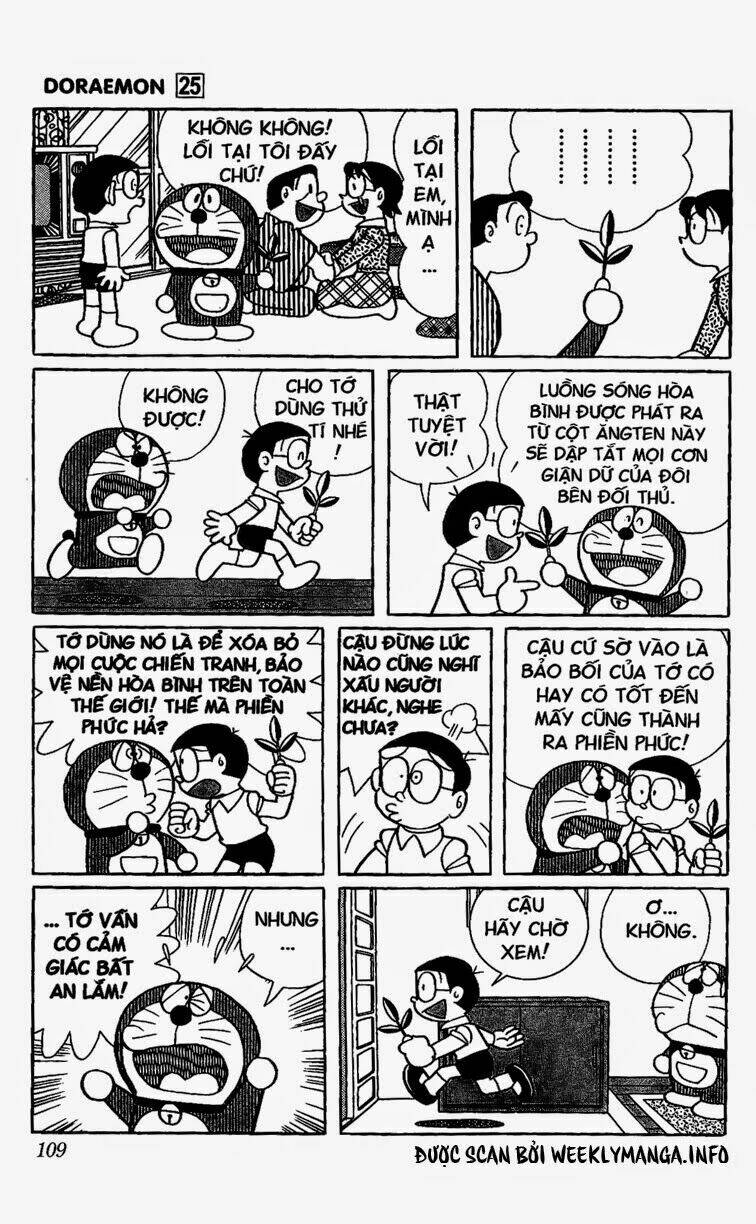 DORAEMON 25
......
LỖI
TẠI
EM,
MÌNH
Ạ
...
KHÔNG KHÔNG!
LỖI TẠI TÔI ĐẤY
CHỨ!
LUỒNG SÓNG HÒA
BÌNH ĐƯỢC PHÁT RA
TỪ CỘT ĂNGTEN NÀY
SẼ DẬP TẮT MỌI CƠN
GIẬN DỮ CỦA ĐÔI
BÊN ĐỐI THỦ.
THẬT
TUYỆT
VỜI!
CHO TỚ
DÙNG THỬ
TÍ NHÉ
!
KHÔNG
ĐƯỢC!
CẬU CỨ SỜ VÀO LÀ
BẢO BỐI CỦA TỚ CÓ
HAY CÓ TỐT ĐẾN
MẤY CŨNG THÀNH
RA PHIỀN PHỨC!
CẬU ĐỪNG LÚC
NÀO CŨNG NGHĨ
XẤU NGƯỜI
KHÁC, NGHE
CHƯA?
TỚ DÙNG NÓ LÀ ĐỂ XÓA BỎ
MỌI CUỘC CHIẾN TRANH, BẢO
VỆ NỀN HÒA BÌNH TRÊN TOÀN
THẾ GIỚI! THẾ MÀ PHIỀN
PHỨC HẢ?
Ơ...
KHÔNG.
CẬU
HÃY CHỜ
XEM!
NHƯNG
...
... TỚ VẪN
CÓ CẢM
GIÁC BẤT
AN LẮM!
109
ĐƯỢC SCAN BỞI WEEKLYMANGA.INFO